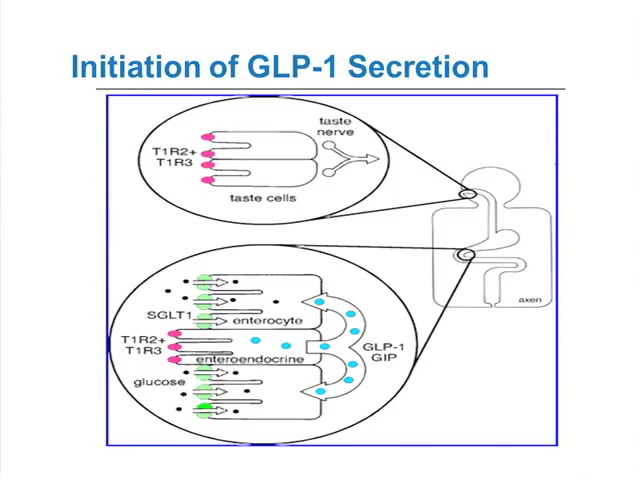 Initiation of GLP-1 Secretion
taste
nerve
T1R2+
T1R3
taste cells
axen
SGLT1
enterocyte
T1R2+
T1R3
GLP-1
GIP
enteroendocrine
glucose